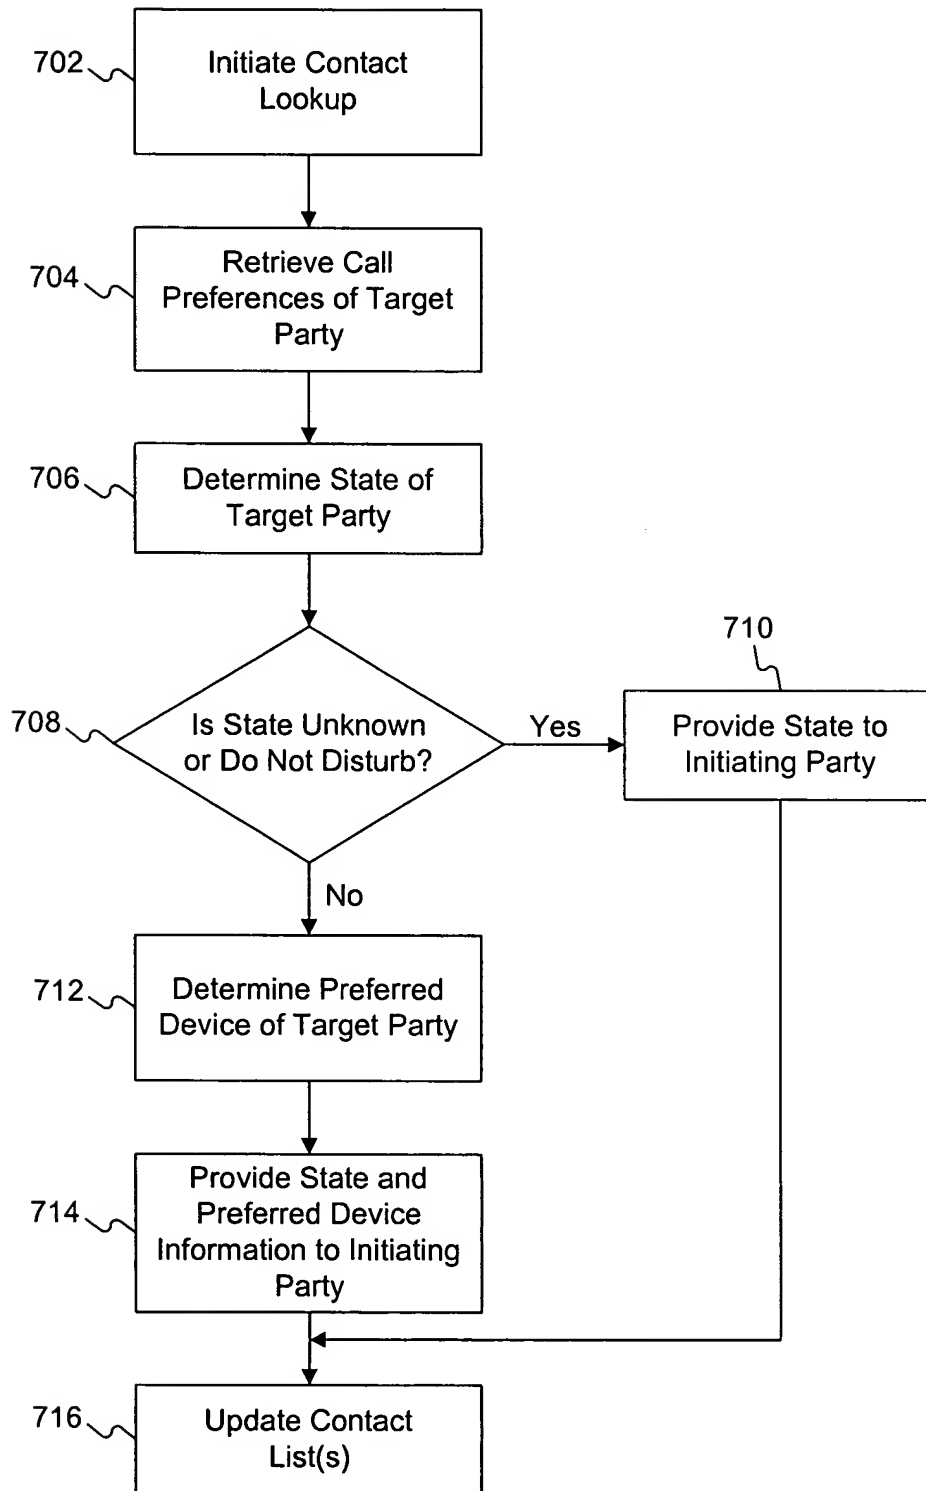 702
Initiate Contact
Lookup
704
Retrieve Call
Preferences of Target
Party
706
Determine State of
Target Party
708
Is State Unknown
or Do Not Disturb?
Yes
710
Provide State to
Initiating Party
No
712
Determine Preferred
Device of Target Party
714
Provide State and
Preferred Device
Information to Initiating
Party
716
Update Contact
List(s)